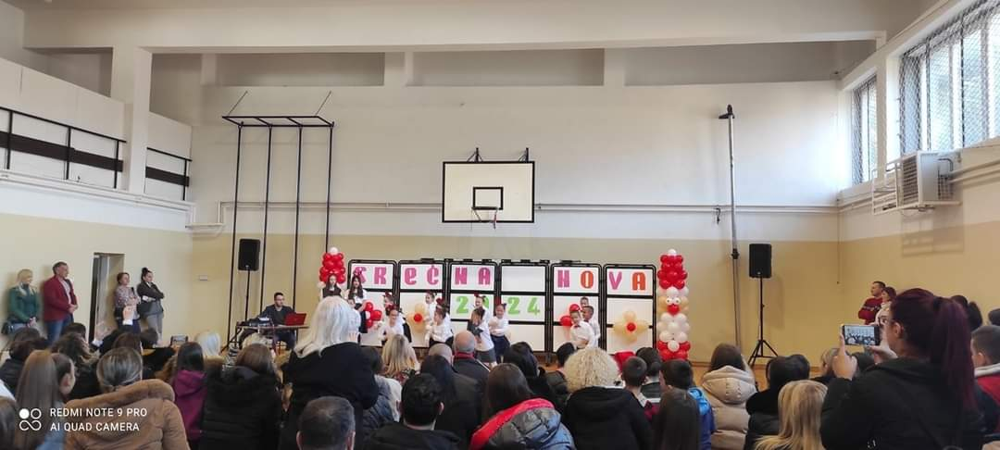 SREĆNA NOVA
2024
REDMI NOTE 9 PRO
AI QUAD CAMERA